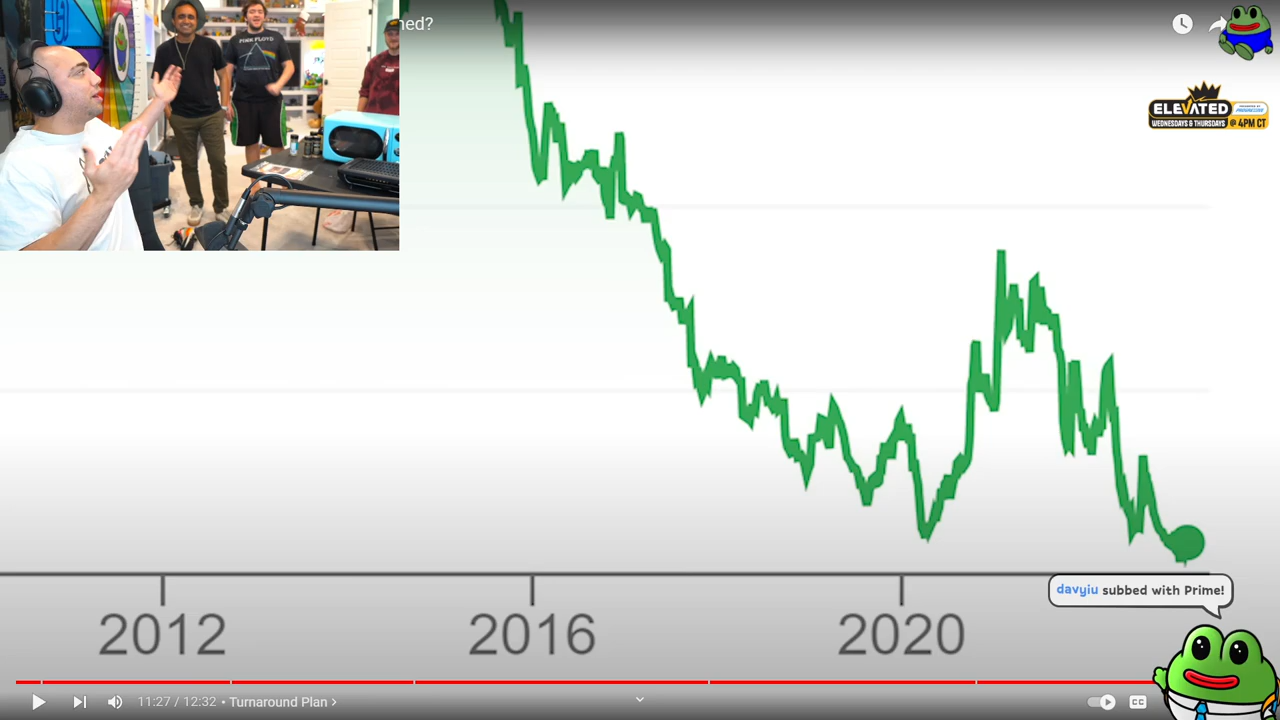 ned?
PINK FLOYD
ELEVATED
WEDNESDAYS & THURSDAYS @ 4PM CT
2012
2016
2020
davyiu subbed with Prime!
11:27 / 12:32 • Turnaround Plan >
CC